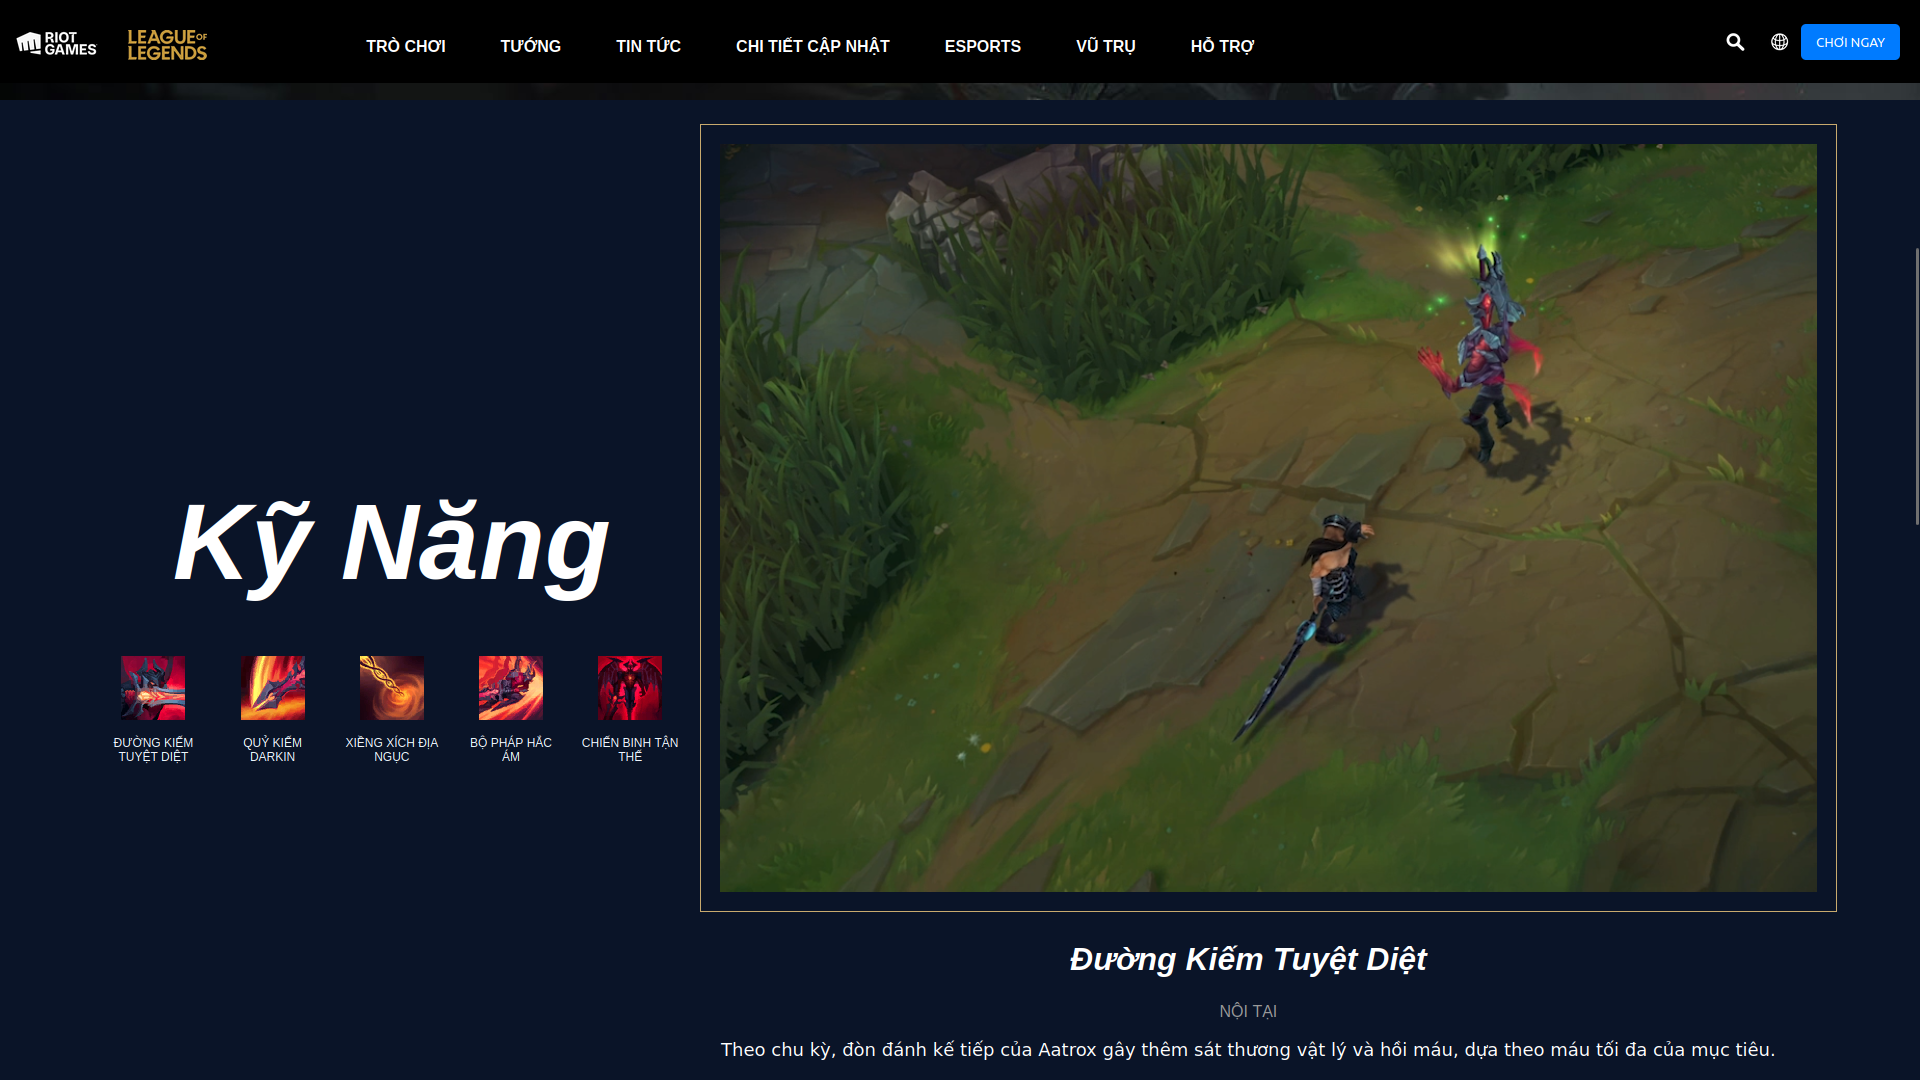 RIOT GAMES
LEAGUE OF LEGENDS
TRÒ CHƠI
TƯỚNG
TIN TỨC
CHI TIẾT CẬP NHẬT
ESPORTS
VŨ TRỤ
HỖ TRỢ
CHƠI NGAY
Kỹ Năng
ĐƯỜNG KIẾM
TUYỆT DIỆT
QUỶ KIẾM
DARKIN
XIỀNG XÍCH ĐỊA
NGỤC
BỘ PHÁP HẮC
ÁM
CHIẾN BINH TẬN
THẾ
Đường Kiếm Tuyệt Diệt
NỘI TẠI
Theo chu kỳ, đòn đánh kế tiếp của Aatrox gây thêm sát thương vật lý và hồi máu, dựa theo máu tối đa của mục tiêu.